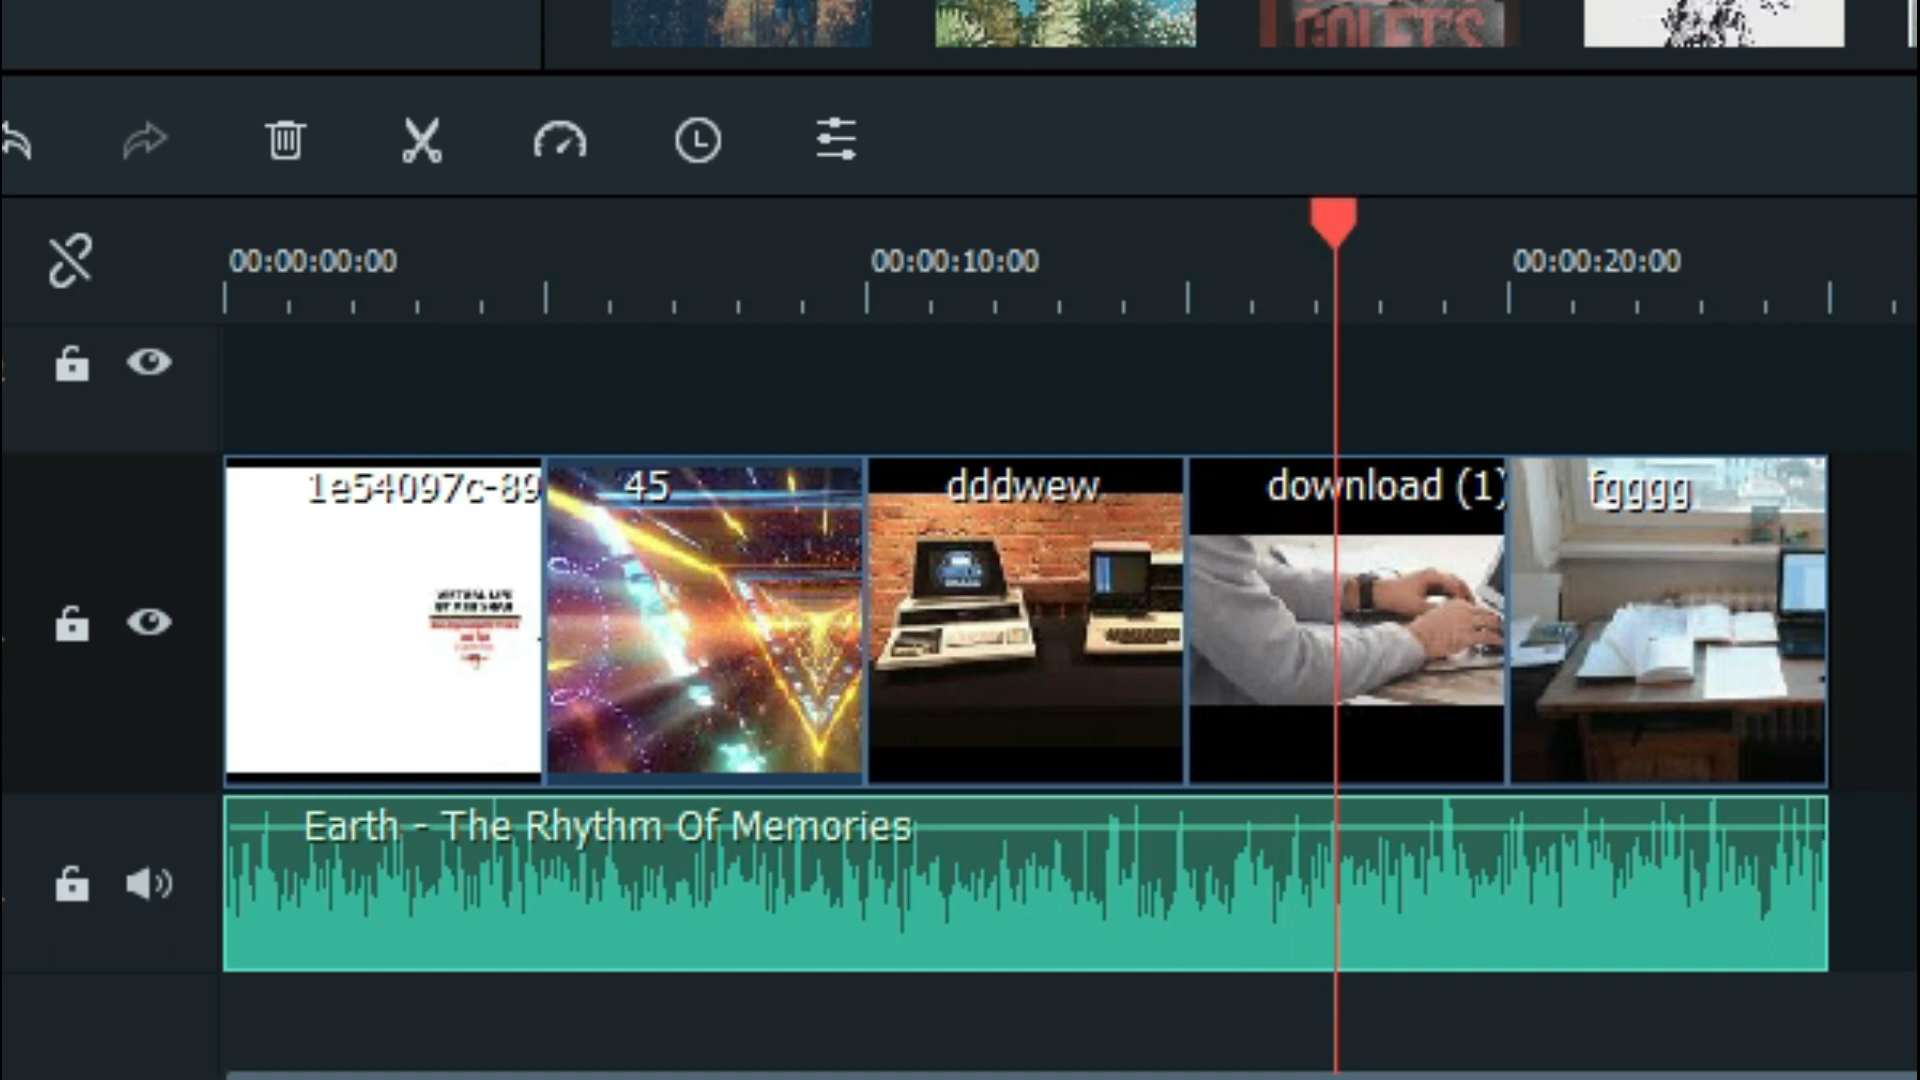 GOLET'S
00:00:00:00
00:00:10:00
00:00:20:00
1e54097c-89
45
dddwew
download (1)
fgggg
Earth - The Rhythm Of Memories